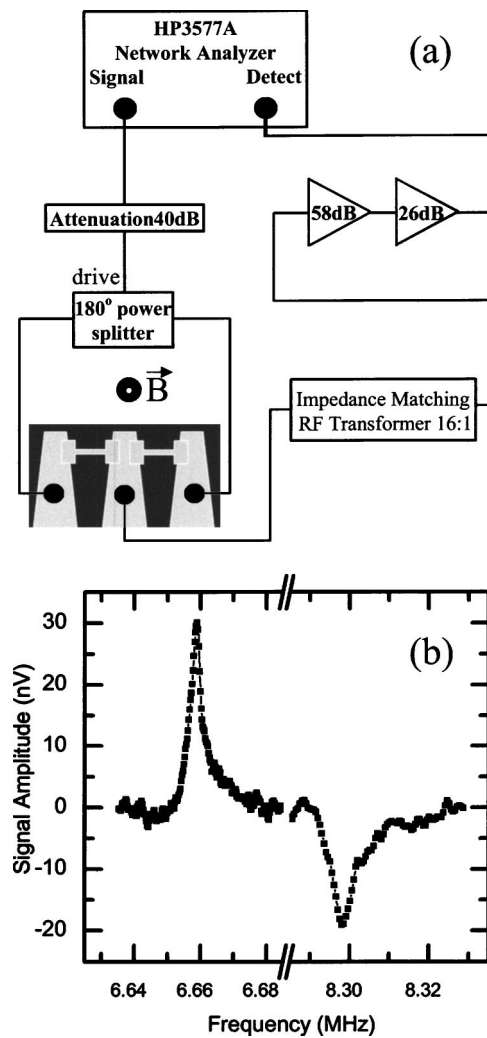 HP3577A
Network Analyzer
Signal Detect
(a)
Attenuation40dB
58dB 26dB
drive
180° power
splitter
B
Impedance Matching
RF Transformer 16:1
(b)
30
20
10
0
-10
-20
Signal Amplitude (nV)
6.64 6.66 6.68 8.30 8.32
Frequency (MHz)